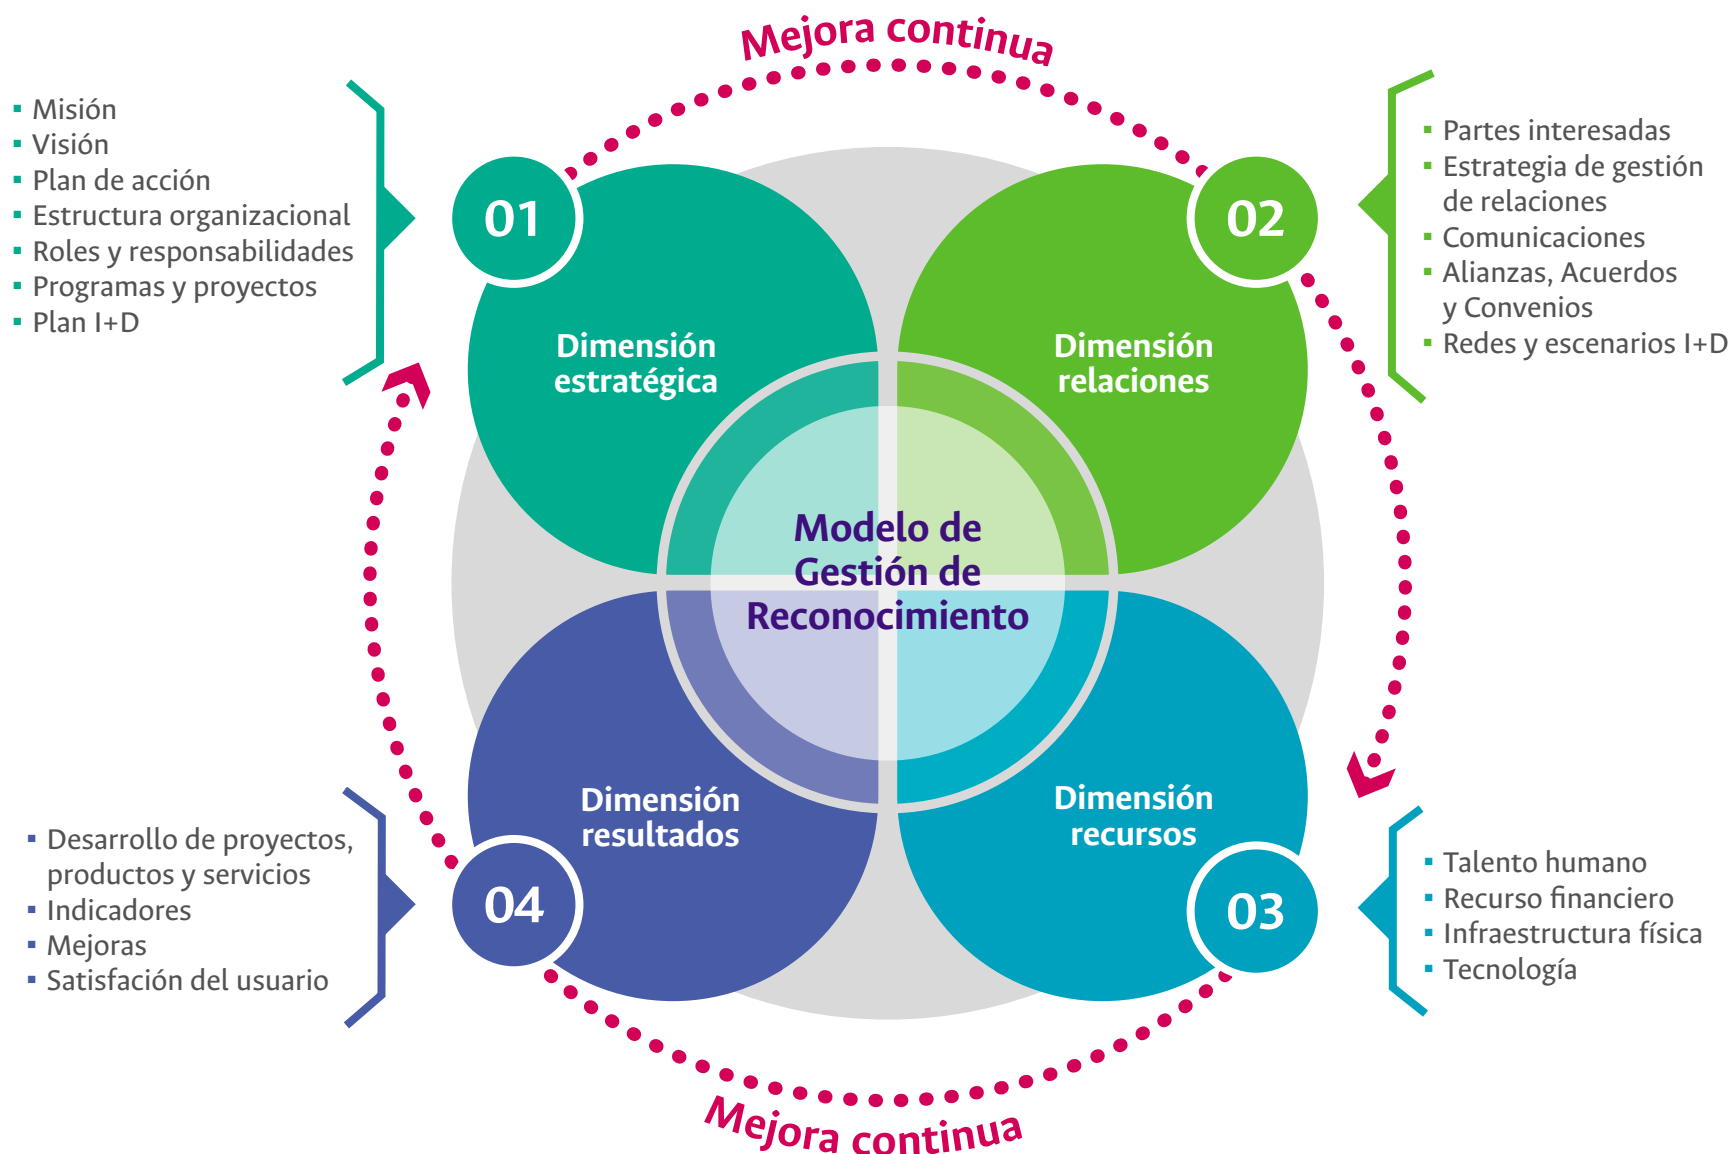 Mejora continua
▪ Misión
▪ Visión
▪ Plan de acción
▪ Estructura organizacional
▪ Roles y responsabilidades
▪ Programas y proyectos
▪ Plan I+D
01
Dimensión
estratégica
02
Dimensión
relaciones
▪ Partes interesadas
▪ Estrategia de gestión
de relaciones
▪ Comunicaciones
▪ Alianzas, Acuerdos
y Convenios
▪ Redes y escenarios I+D
Modelo de
Gestión de
Reconocimiento
▪ Desarrollo de proyectos,
productos y servicios
▪ Indicadores
▪ Mejoras
▪ Satisfacción del usuario
Dimensión
resultados
04
Dimensión
recursos
03
▪ Talento humano
▪ Recurso financiero
▪ Infraestructura física
▪ Tecnología
Mejora continua